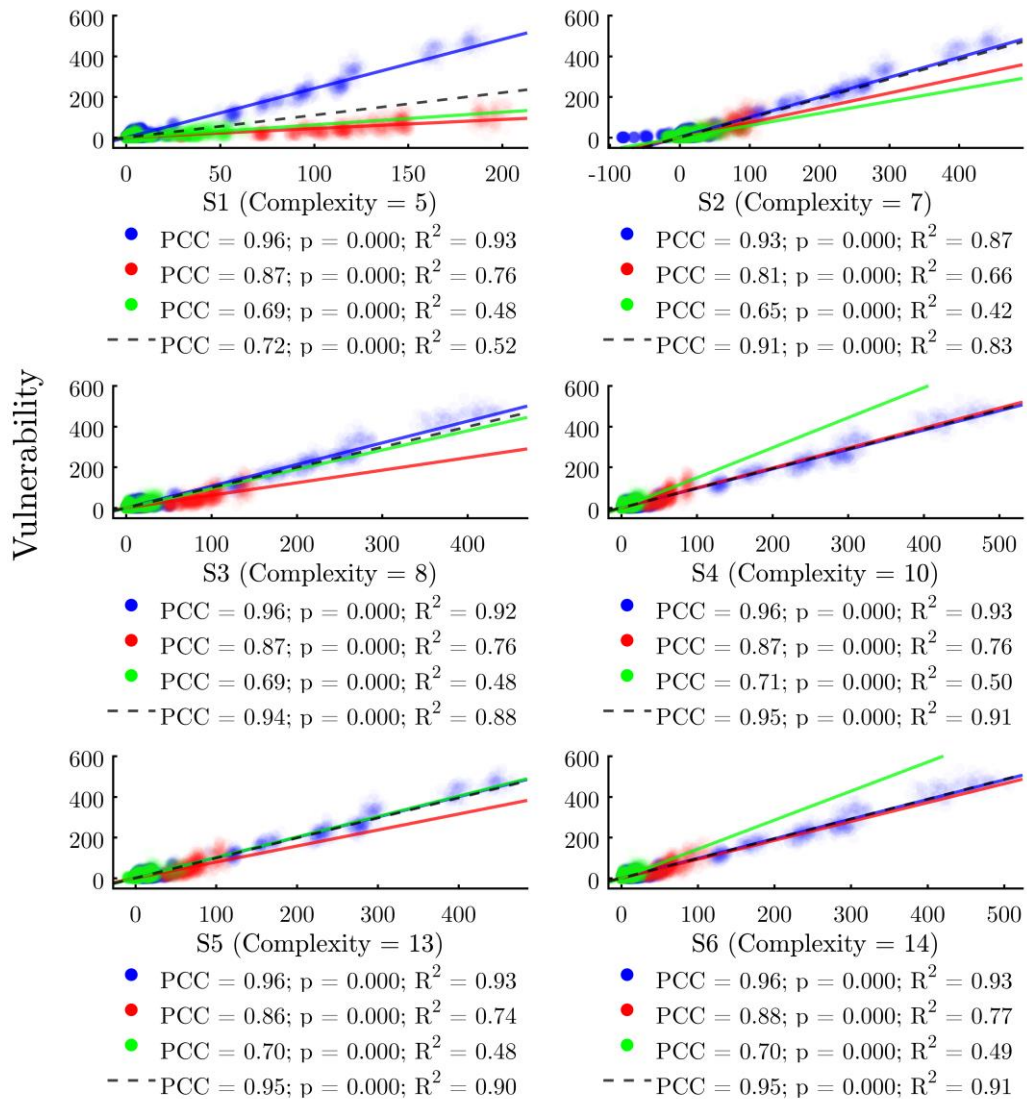 Vulnerability
600
400
200
0
0 50 100 150 200
S1 (Complexity = 5)
PCC = 0.96; p = 0.000; R² = 0.93
PCC = 0.87; p = 0.000; R² = 0.76
PCC = 0.69; p = 0.000; R² = 0.48
PCC = 0.72; p = 0.000; R² = 0.52
600
400
200
0
-100 0 100 200 300 400
S2 (Complexity = 7)
PCC = 0.93; p = 0.000; R² = 0.87
PCC = 0.81; p = 0.000; R² = 0.66
PCC = 0.65; p = 0.000; R² = 0.42
PCC = 0.91; p = 0.000; R² = 0.83
600
400
200
0
0 100 200 300 400
S3 (Complexity = 8)
PCC = 0.96; p = 0.000; R² = 0.92
PCC = 0.87; p = 0.000; R² = 0.76
PCC = 0.69; p = 0.000; R² = 0.48
PCC = 0.94; p = 0.000; R² = 0.88
600
400
200
0
0 100 200 300 400 500
S4 (Complexity = 10)
PCC = 0.96; p = 0.000; R² = 0.93
PCC = 0.87; p = 0.000; R² = 0.76
PCC = 0.71; p = 0.000; R² = 0.50
PCC = 0.95; p = 0.000; R² = 0.91
600
400
200
0
0 100 200 300 400
S5 (Complexity = 13)
PCC = 0.96; p = 0.000; R² = 0.93
PCC = 0.86; p = 0.000; R² = 0.74
PCC = 0.70; p = 0.000; R² = 0.48
PCC = 0.95; p = 0.000; R² = 0.90
600
400
200
0
0 100 200 300 400 500
S6 (Complexity = 14)
PCC = 0.96; p = 0.000; R² = 0.93
PCC = 0.88; p = 0.000; R² = 0.77
PCC = 0.70; p = 0.000; R² = 0.49
PCC = 0.95; p = 0.000; R² = 0.91